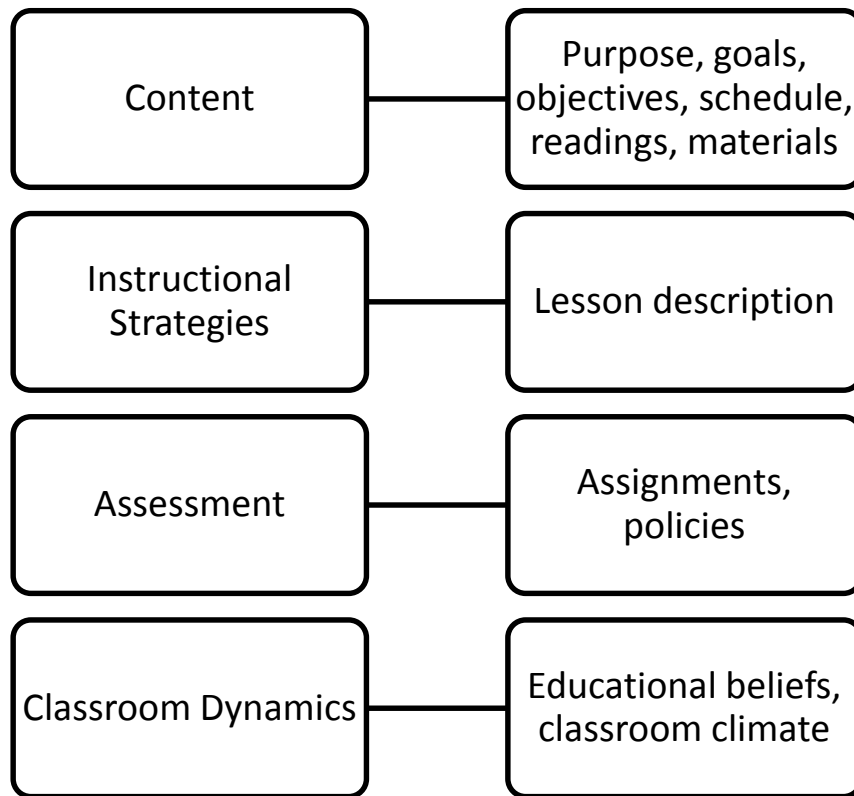 Content
Purpose, goals,
objectives, schedule,
readings, materials
Instructional
Strategies
Lesson description
Assessment
Assignments,
policies
Classroom Dynamics
Educational beliefs,
classroom climate